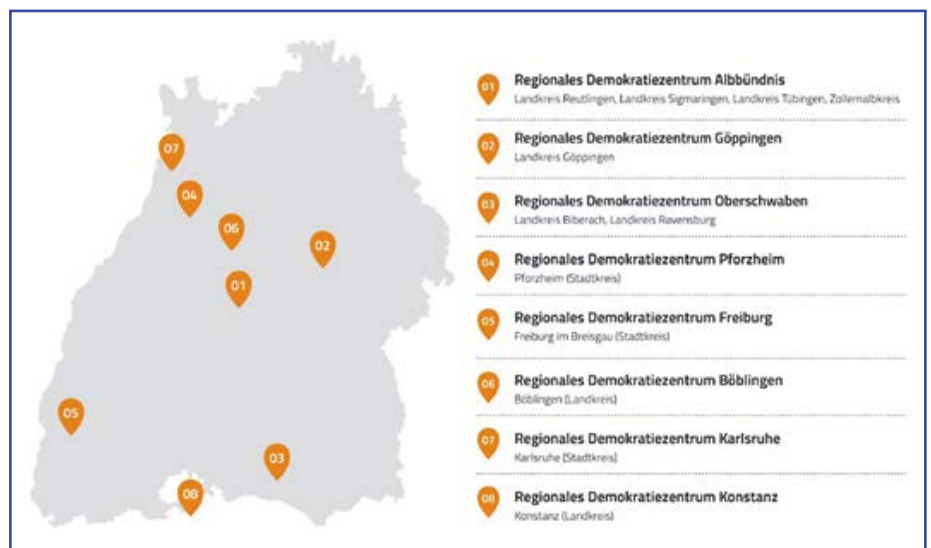 07
04
06
02
01
05
03
08
01
Regionales Demokratiezentrum Albbündnis
Landkreis Reutlingen, Landkreis Sigmaringen, Landkreis Tübingen, Zollernalbkreis
02
Regionales Demokratiezentrum Göppingen
Landkreis Göppingen
03
Regionales Demokratiezentrum Oberschwaben
Landkreis Biberach, Landkreis Ravensburg
04
Regionales Demokratiezentrum Pforzheim
Pforzheim (Stadtkreis)
05
Regionales Demokratiezentrum Freiburg
Freiburg im Breisgau (Stadtkreis)
06
Regionales Demokratiezentrum Böblingen
Böblingen (Landkreis)
07
Regionales Demokratiezentrum Karlsruhe
Karlsruhe (Stadtkreis)
08
Regionales Demokratiezentrum Konstanz
Konstanz (Landkreis)